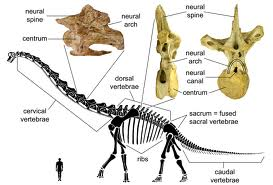 neural
spine
neural
arch
centrum
neural
spine
neural
arch
neural
canal
centrum
dorsal
vertebrae
cervical
vertebrae
sacrum = fused
sacral vertebrae
ribs
caudal
vertebrae